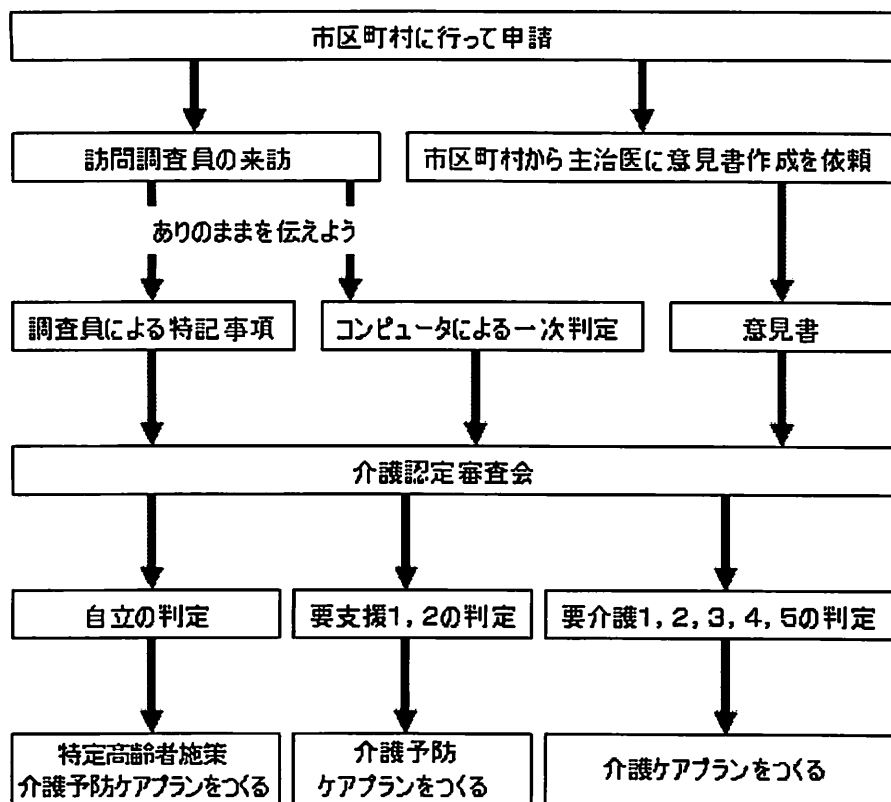 市区町村に行って申請
訪問調査員の来訪
市区町村から主治医に意見書作成を依頼
ありのままを伝えよう
調査員による特記事項
コンピュータによる一次判定
意見書
介護認定審査会
自立の判定
要支援1,2の判定
要介護1,2,3,4,5の判定
特定高齢者施策
介護予防ケアプランをつくる
介護予防
ケアプランをつくる
介護ケアプランをつくる